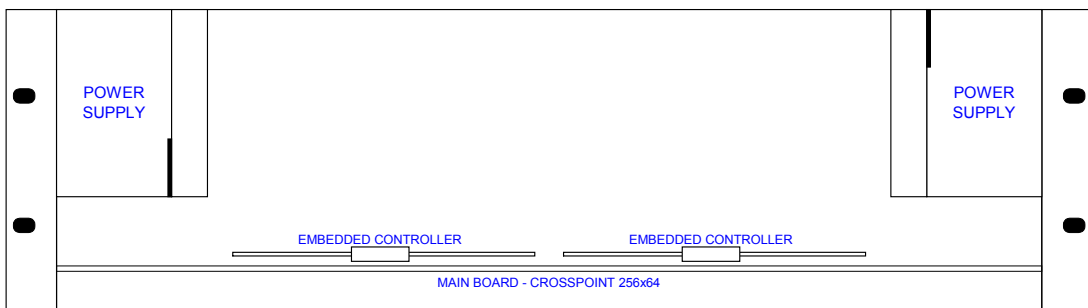 POWER
SUPPLY
POWER
SUPPLY
EMBEDDED CONTROLLER
EMBEDDED CONTROLLER
MAIN BOARD - CROSSPOINT 256x64